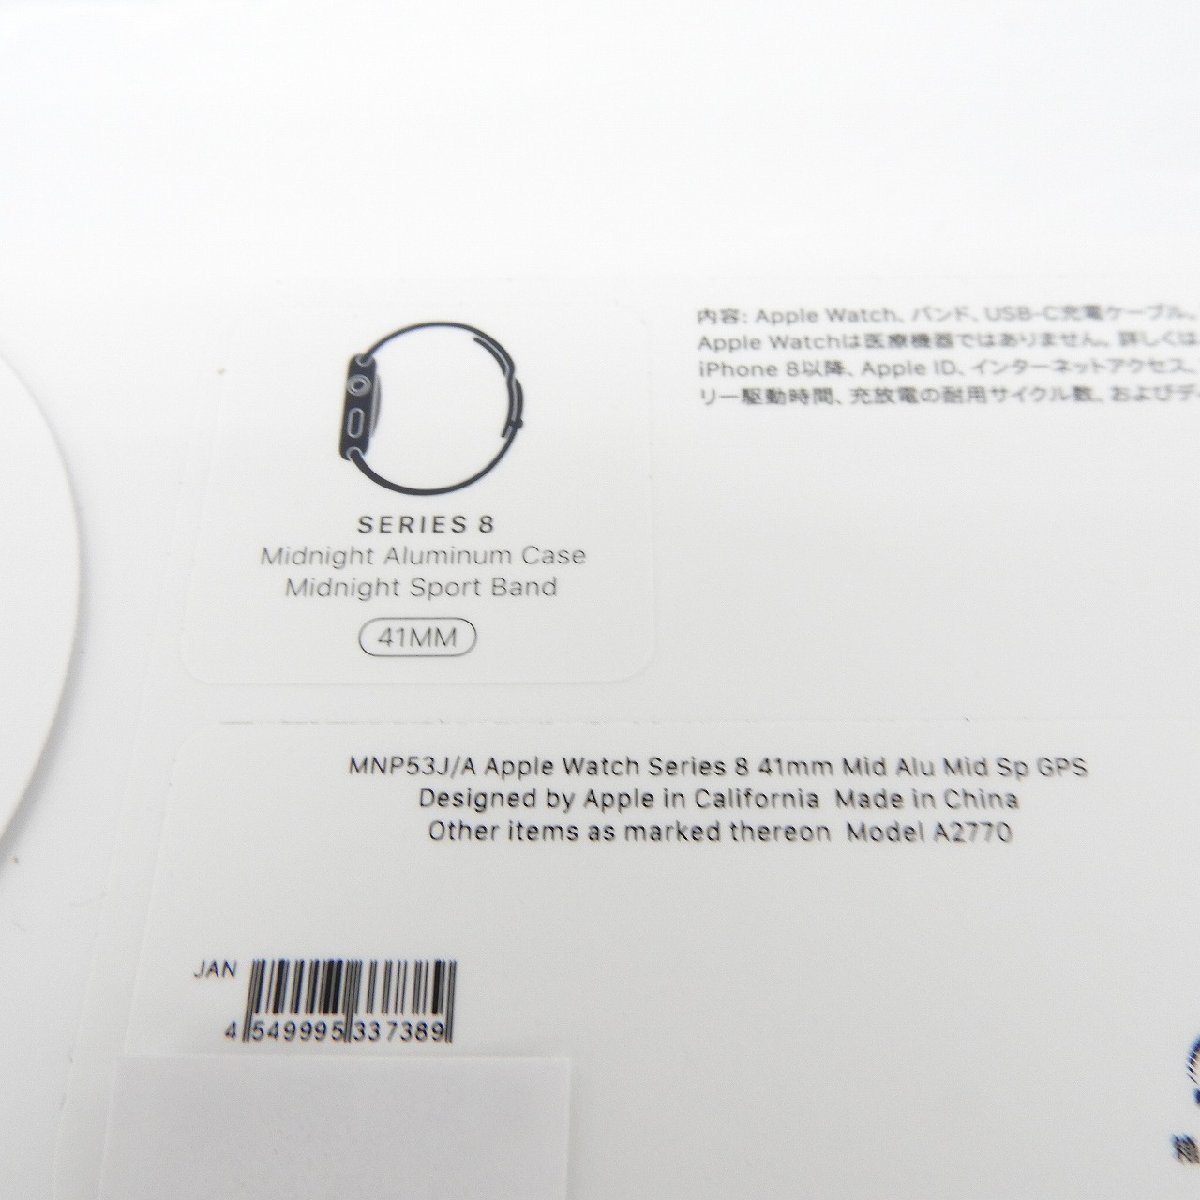 SERIES 8
Midnight Aluminum Case
Midnight Sport Band
41MM
内容: Apple Watch、バンド、USB-C充電ケーブル、
Apple Watchは医療機器ではありません。詳しくは、
iPhone 8以降、Apple ID、インターネットアクセス、
リー駆動時間、充放電の耐用サイクル数、およびデ
MNP53J/A Apple Watch Series 8 41mm Mid Alu Mid Sp GPS
Designed by Apple in California Made in China
Other items as marked thereon Model A2770
JAN
4 549995 337389